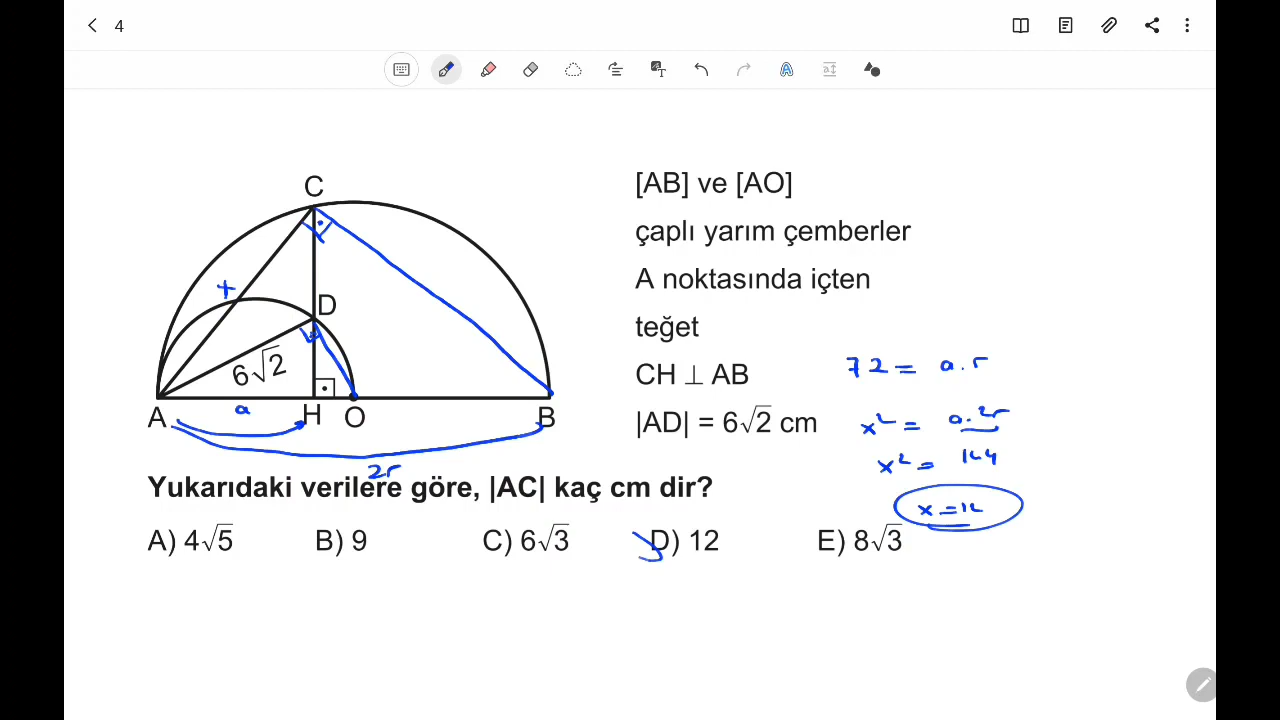 4
C
[AB] ve [AO]
çaplı yarım çemberler
A noktasında içten
teğet
CH ⊥ AB
|AD| = 6√2 cm
x
D
6√2
a
A
H
O
B
2r
72 = a.r
x² = a.2r
x² = 144
x = 12
Yukarıdaki verilere göre, |AC| kaç cm dir?
A) 4√5 B) 9 C) 6√3 D) 12 E) 8√3